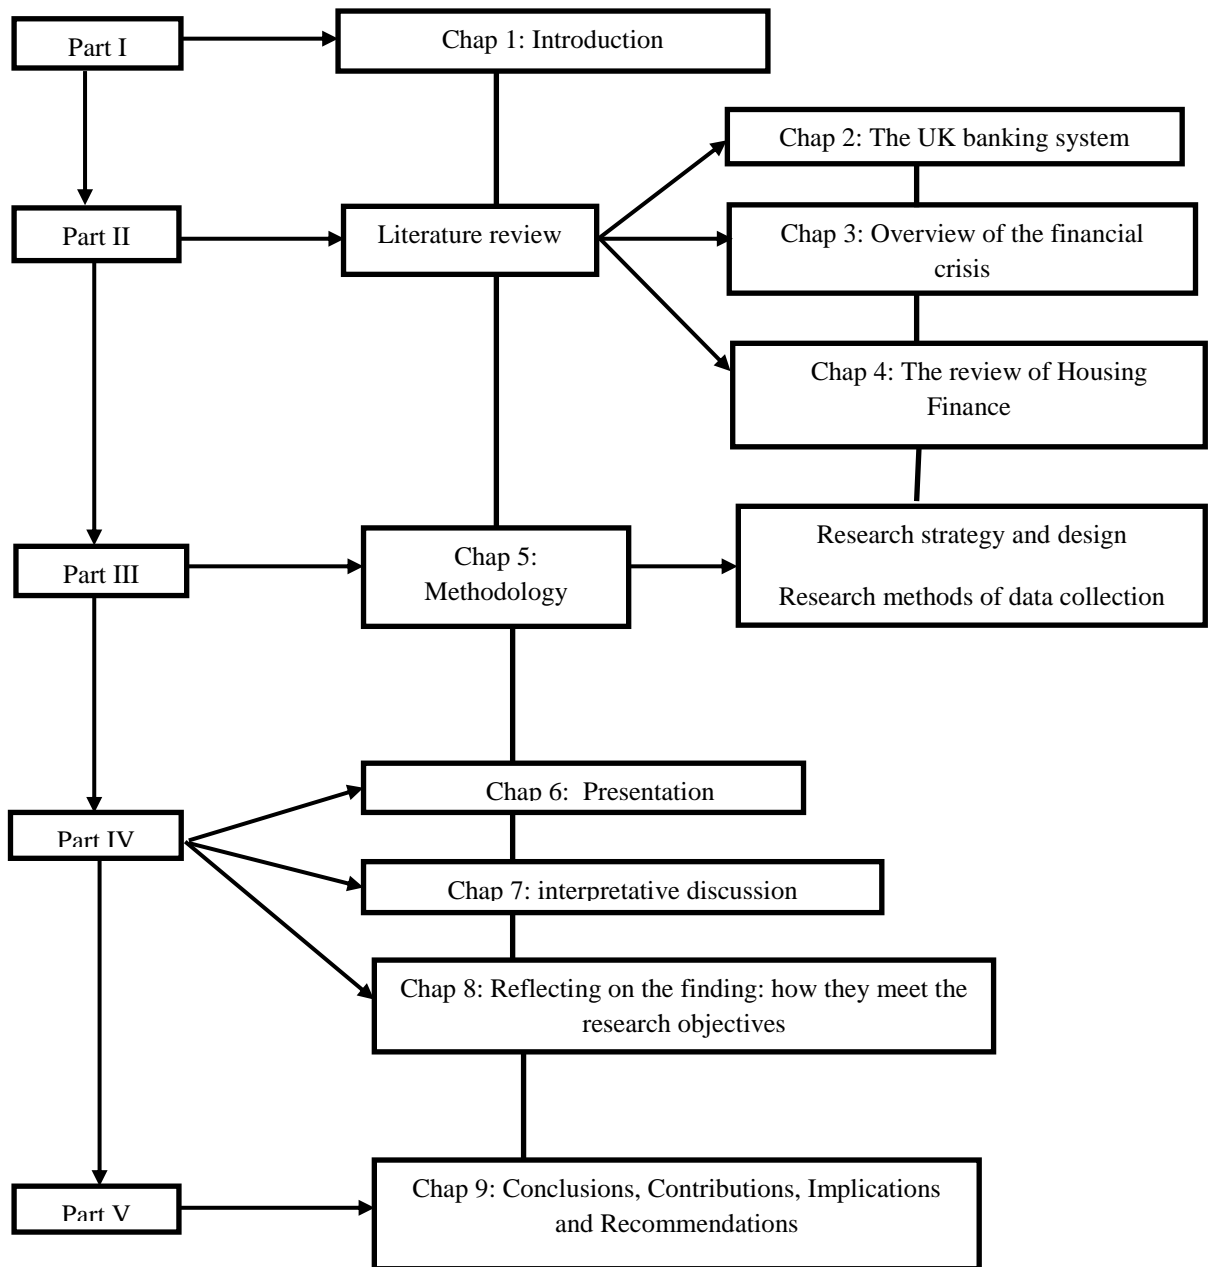 Part I
Chap 1: Introduction
Part II
Literature review
Chap 2: The UK banking system
Chap 3: Overview of the financial
crisis
Chap 4: The review of Housing
Finance
Part III
Chap 5:
Methodology
Research strategy and design
Research methods of data collection
Part IV
Chap 6:  Presentation
Chap 7: interpretative discussion
Chap 8: Reflecting on the finding: how they meet the
research objectives
Part V
Chap 9: Conclusions, Contributions, Implications
and Recommendations